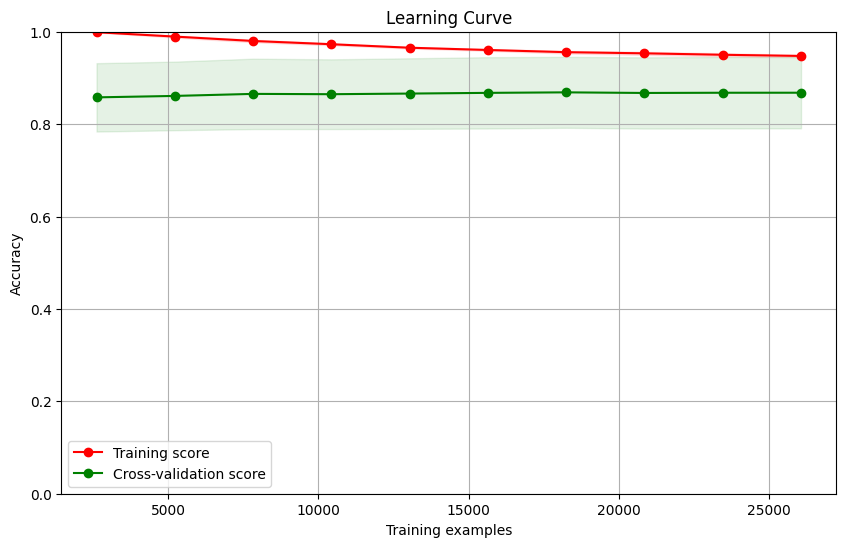 Learning Curve
1.0
0.8
0.6
0.4
0.2
0.0
Accuracy
Training score
Cross-validation score
5000 10000 15000 20000 25000
Training examples